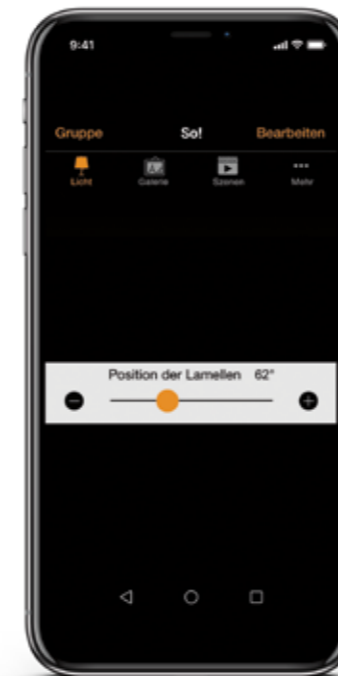 9:41
Gruppe So! Bearbeiten
Licht Galerie Szenen Mehr
Position der Lamellen 62°